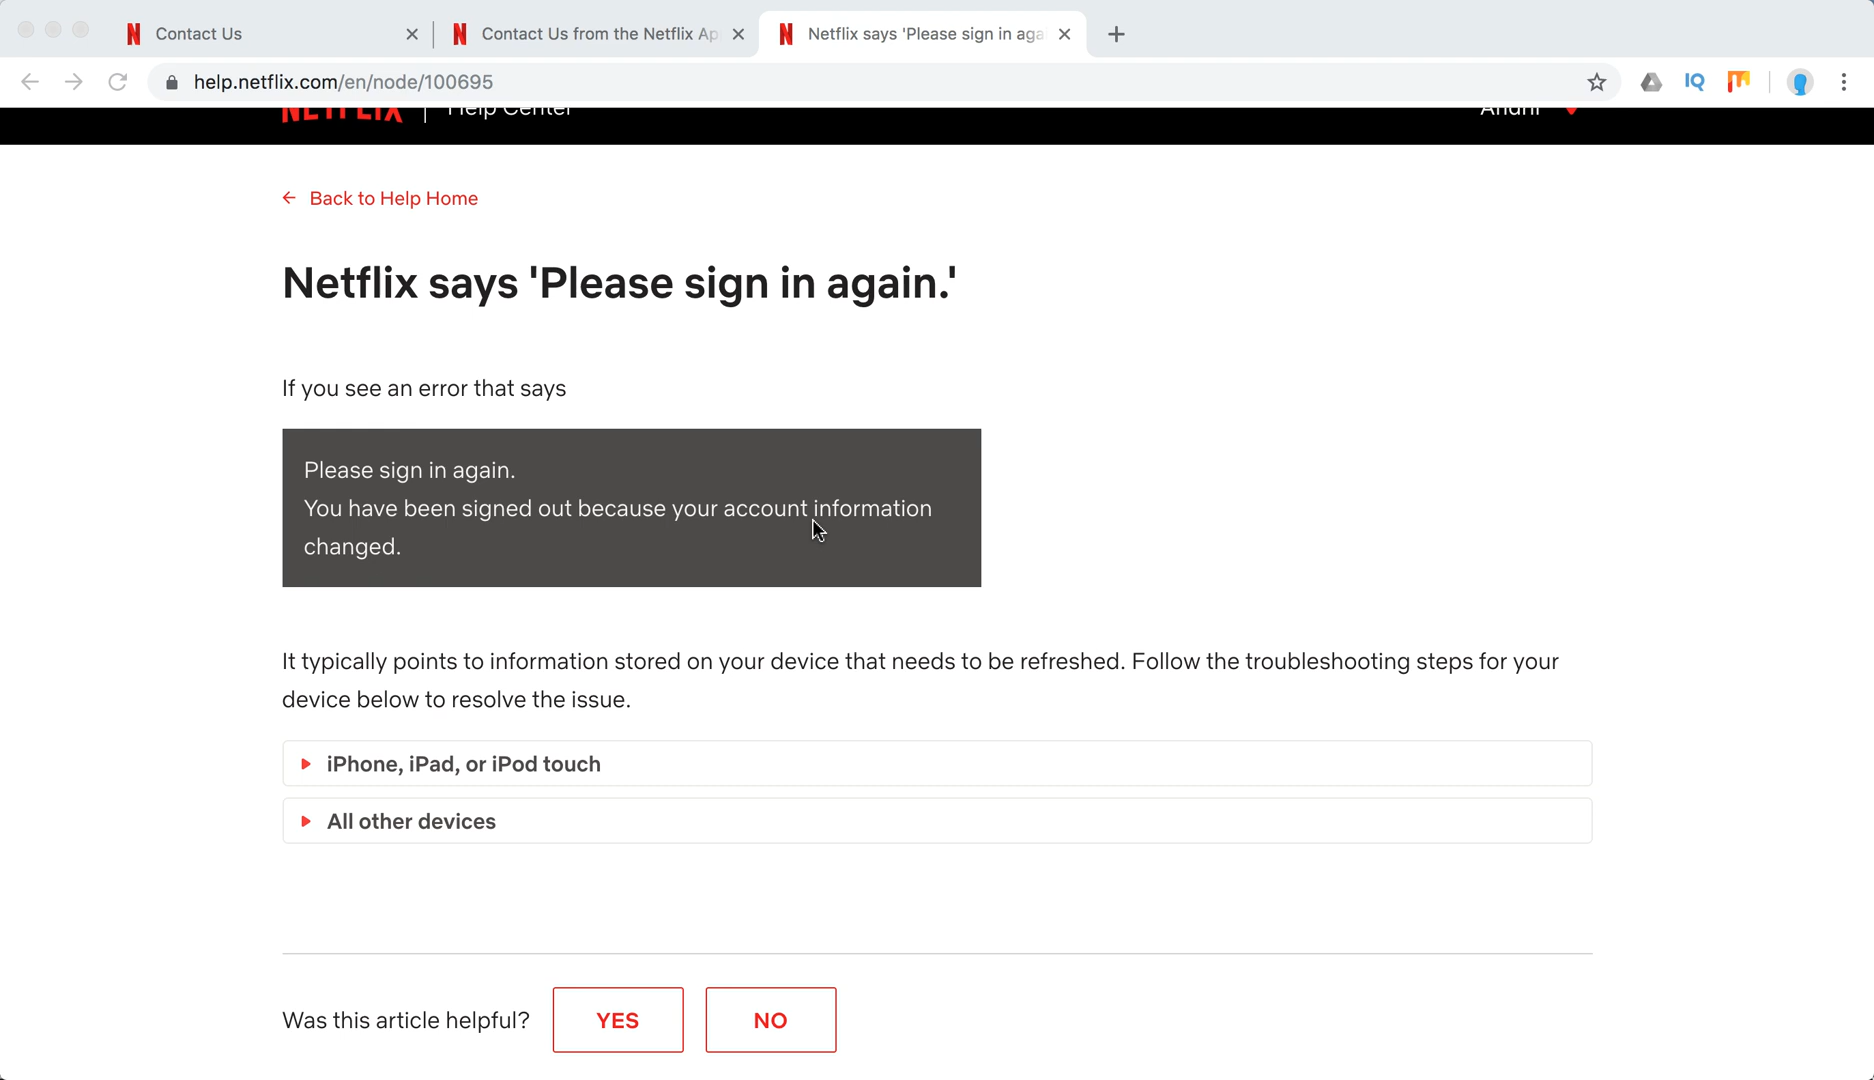 Contact Us
Contact Us from the Netflix Ap
Netflix says 'Please sign in aga
help.netflix.com/en/node/100695
IQ
NETFLIX | Help Center
Back to Help Home
Netflix says 'Please sign in again.'
If you see an error that says
Please sign in again.
You have been signed out because your account information
changed.
It typically points to information stored on your device that needs to be refreshed. Follow the troubleshooting steps for your
device below to resolve the issue.
iPhone, iPad, or iPod touch
All other devices
Was this article helpful?
YES
NO